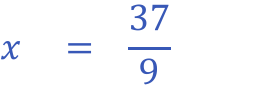 x = 37/9